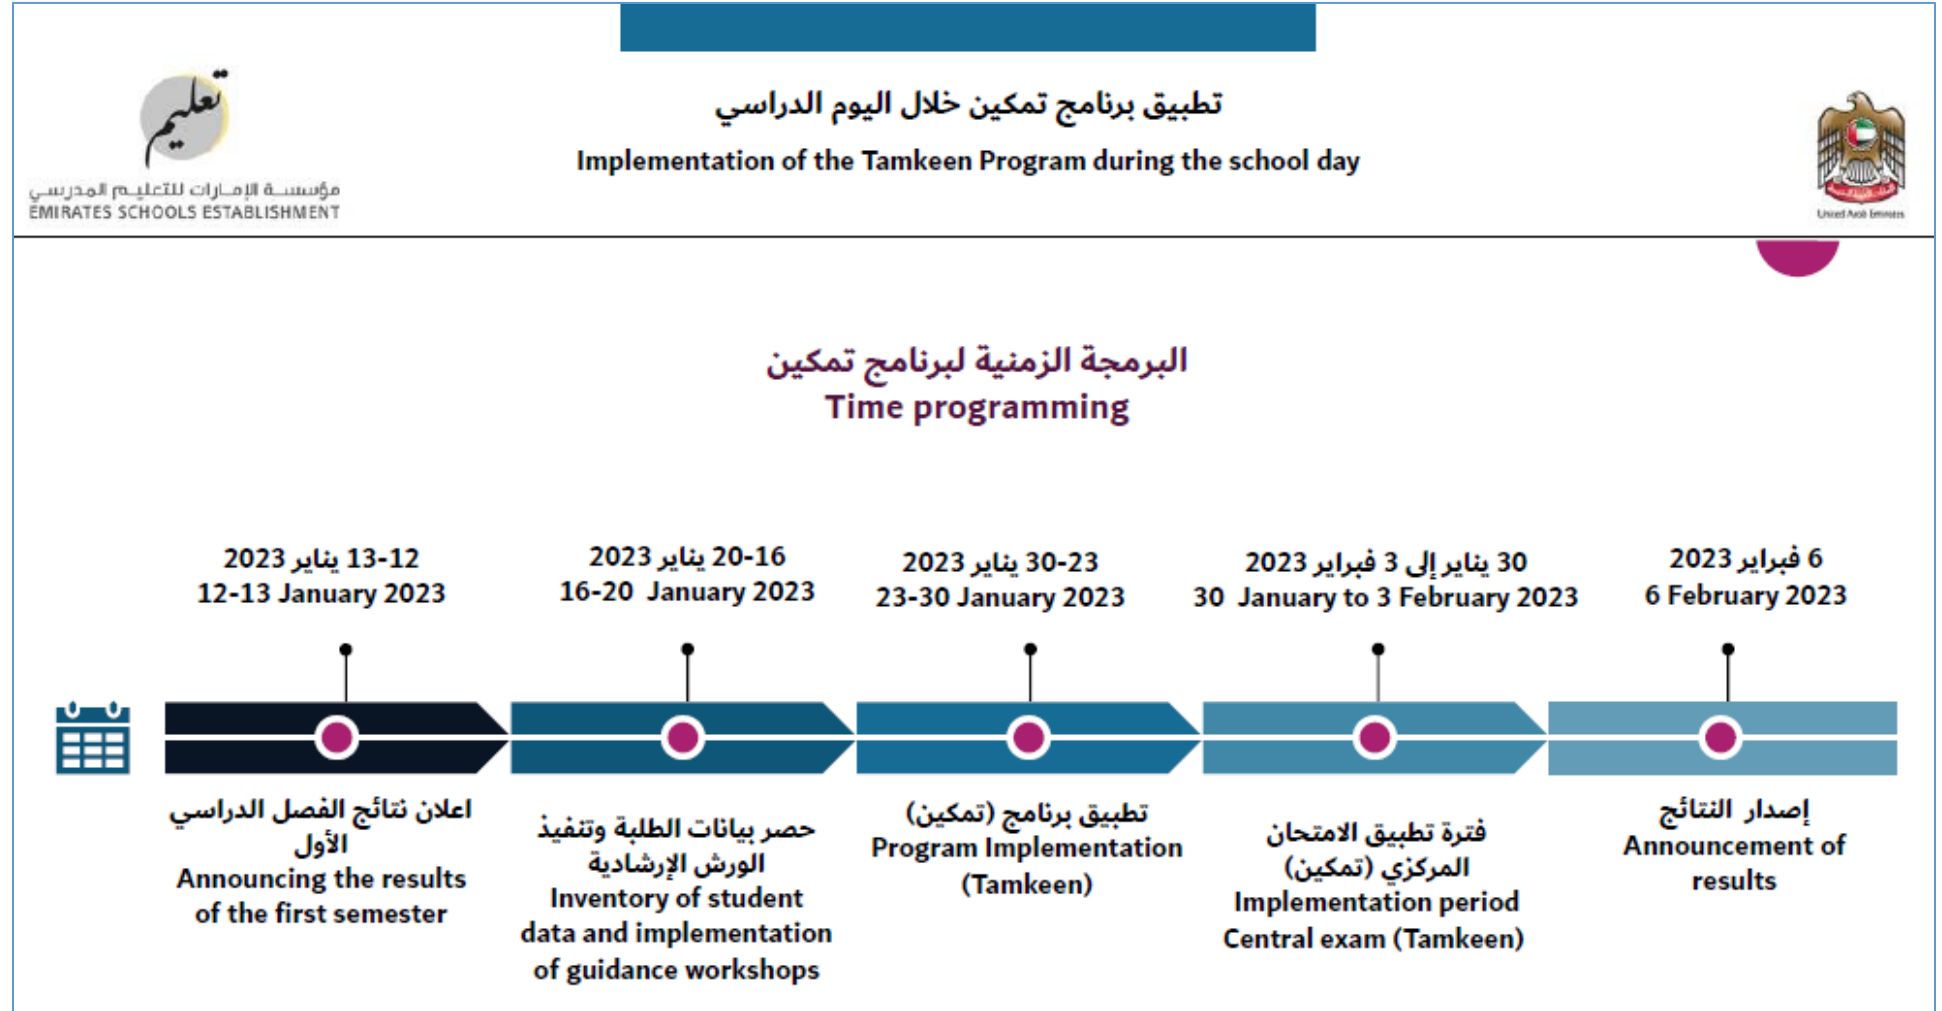 تعليم
مؤسسة الإمارات للتعليم المدرسي
EMIRATES SCHOOLS ESTABLISHMENT
تطبيق برنامج تمكين خلال اليوم الدراسي
Implementation of the Tamkeen Program during the school day
United Arab Emirates
البرمجة الزمنية لبرنامج تمكين
Time programming
13-12 يناير 2023
12-13 January 2023
اعلان نتائج الفصل الدراسي
الأول
Announcing the results
of the first semester
20-16 يناير 2023
16-20 January 2023
حصر بيانات الطلبة وتنفيذ
الورش الإرشادية
Inventory of student
data and implementation
of guidance workshops
30-23 يناير 2023
23-30 January 2023
تطبيق برنامج (تمكين)
Program Implementation
(Tamkeen)
30 يناير إلى 3 فبراير 2023
30 January to 3 February 2023
فترة تطبيق الامتحان
المركزي (تمكين)
Implementation period
Central exam (Tamkeen)
6 فبراير 2023
6 February 2023
إصدار النتائج
Announcement of
results